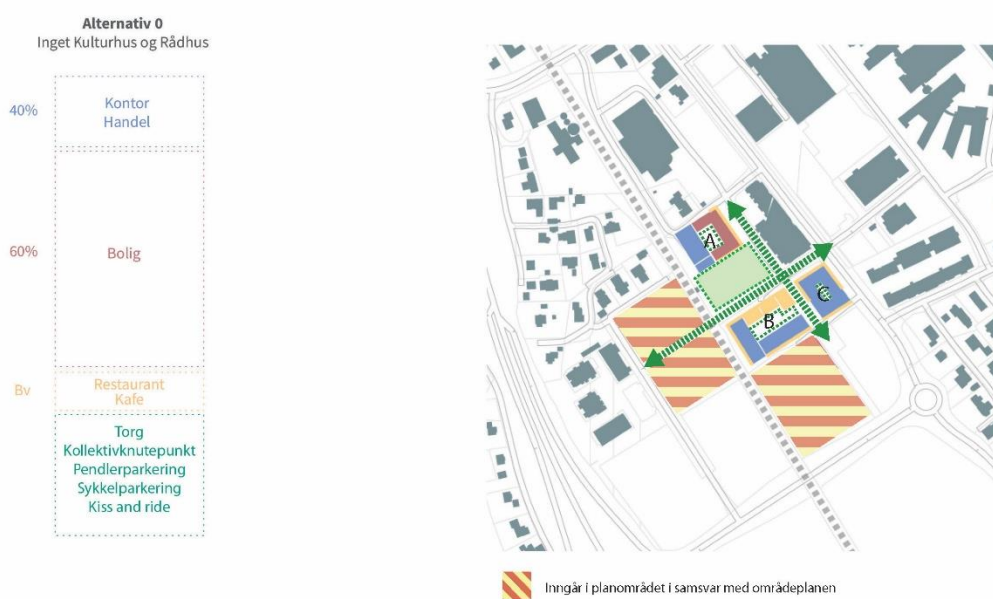 Alternativ 0
Inget Kulturhus og Rådhus
40%
Kontor
Handel
60%
Bolig
Bv
Restaurant
Kafe
Torg
Kollektivknutepunkt
Pendlerparkering
Sykkelparkering
Kiss and ride
A
B
C
Inngår i planområdet i samsvar med områdeplanen